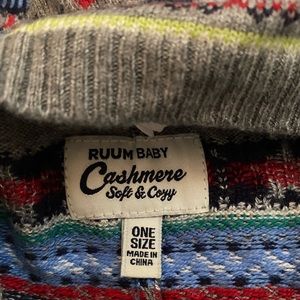 RUUM BABY
Cashmere
Soft & Cozy
ONE
SIZE
MADE IN
CHINA